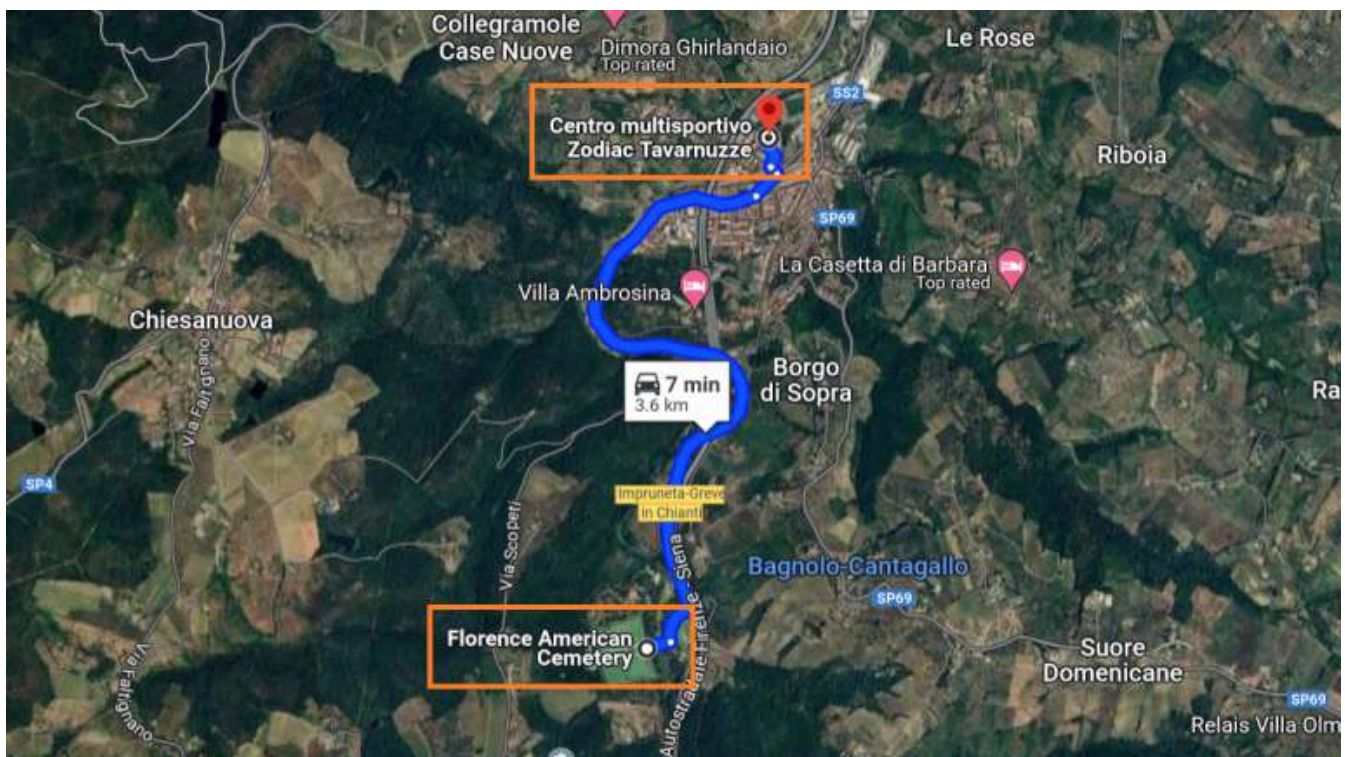 Collegramole
Case Nuove
Dimora Ghirlandaio
Top rated
Le Rose
SS2
Centro multisportivo
Zodiac Tavarnuzze
Riboia
SP69
La Casetta di Barbara
Top rated
Villa Ambrosina
Chiesanuova
Borgo
di Sopra
7 min
3.6 km
Ra
Via Faltignano
SP4
Impruneta-Greve
in Chianti
Via Scopeti
Autostradale Firenze Siena
Bagnolo-Cantagallo
SP69
Florence American
Cemetery
Suore
Domenicane
Via Faltignano
SP69
Relais Villa Olm